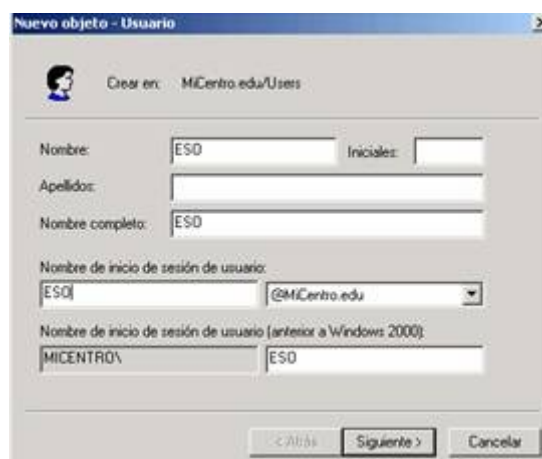 Nuevo objeto - Usuario
Crear en: MiCentro.edu/Users
Nombre: ESO Iniciales:
Apellidos:
Nombre completo: ESO
Nombre de inicio de sesión de usuario:
ESO @MiCentro.edu
Nombre de inicio de sesión de usuario (anterior a Windows 2000):
MICENTRO\ ESO
< Atrás Siguiente > Cancelar